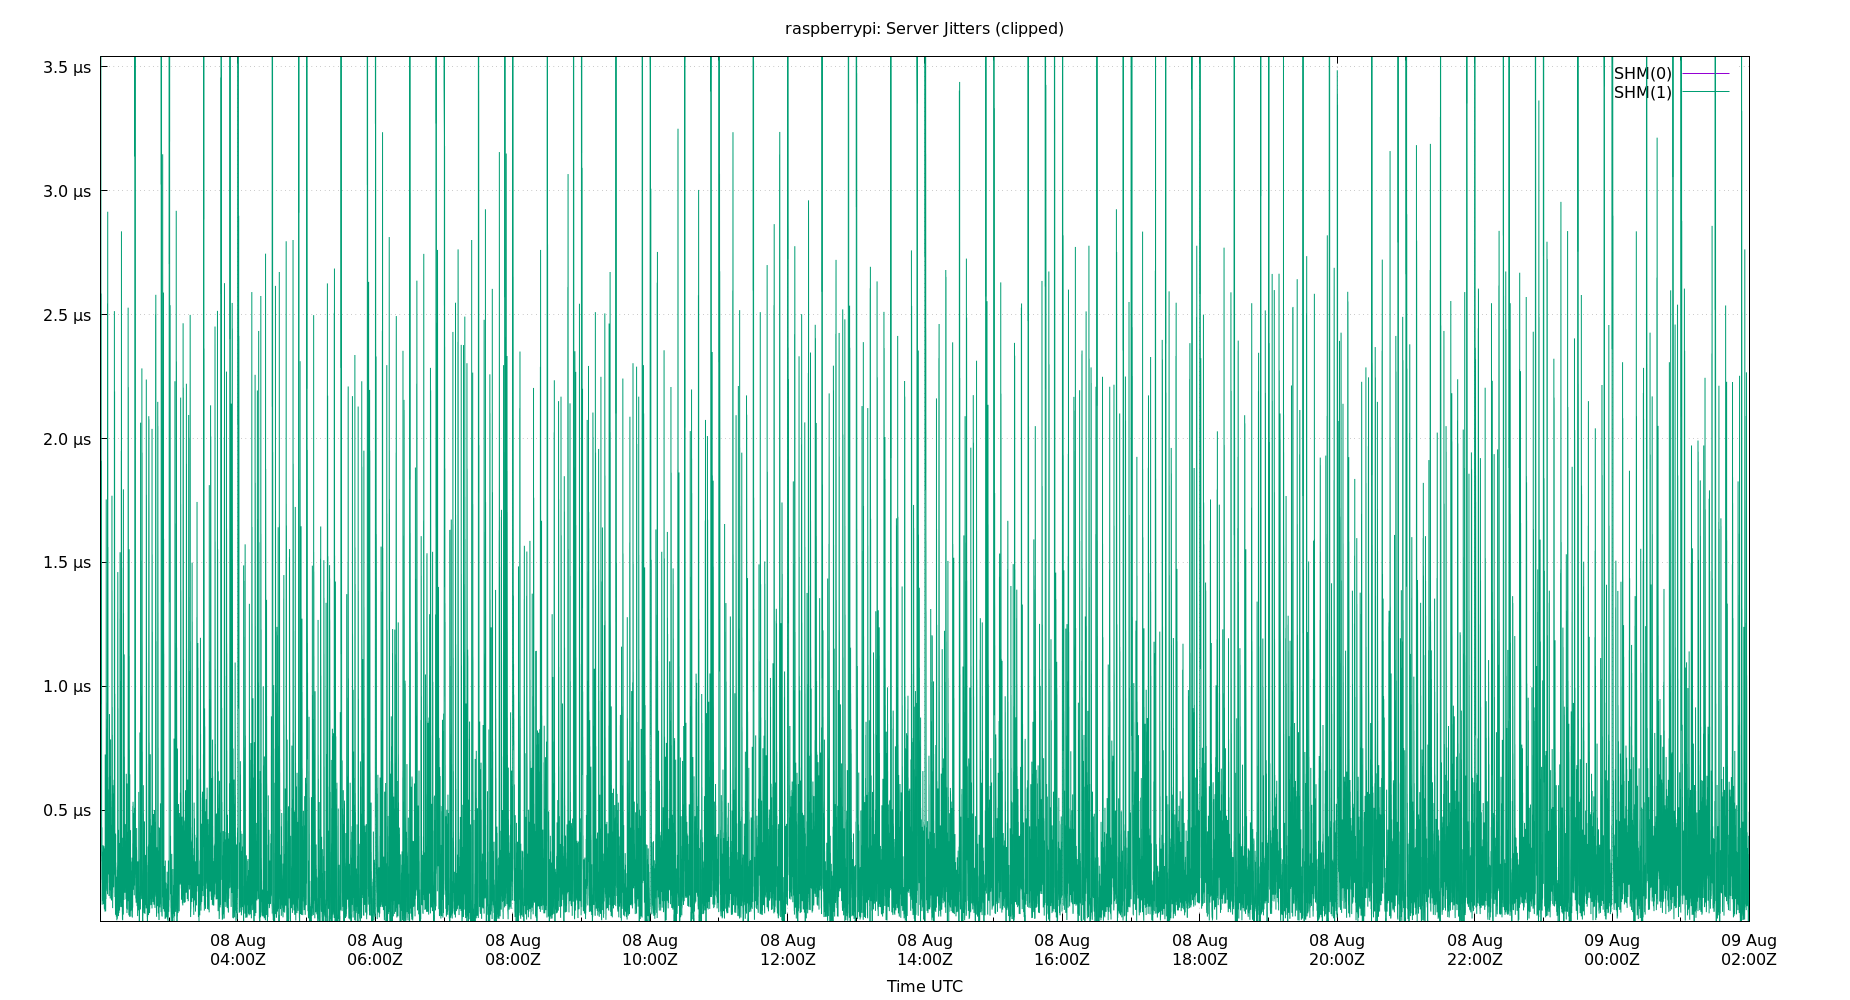 raspberrypi: Server Jitters (clipped)
3.5 µs
3.0 µs
2.5 µs
2.0 µs
1.5 µs
1.0 µs
0.5 µs
SHM(0)
SHM(1)
08 Aug 08 Aug 08 Aug 08 Aug 08 Aug 08 Aug 08 Aug 08 Aug 08 Aug 08 Aug 09 Aug 09 Aug
04:00Z 06:00Z 08:00Z 10:00Z 12:00Z 14:00Z 16:00Z 18:00Z 20:00Z 22:00Z 00:00Z 02:00Z
Time UTC